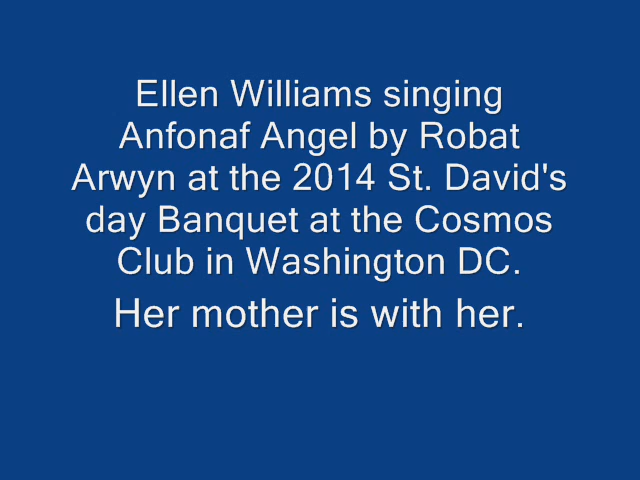 Ellen Williams singing
Anfonaf Angel by Robat
Arwyn at the 2014 St. David's
day Banquet at the Cosmos
Club in Washington DC.
Her mother is with her.